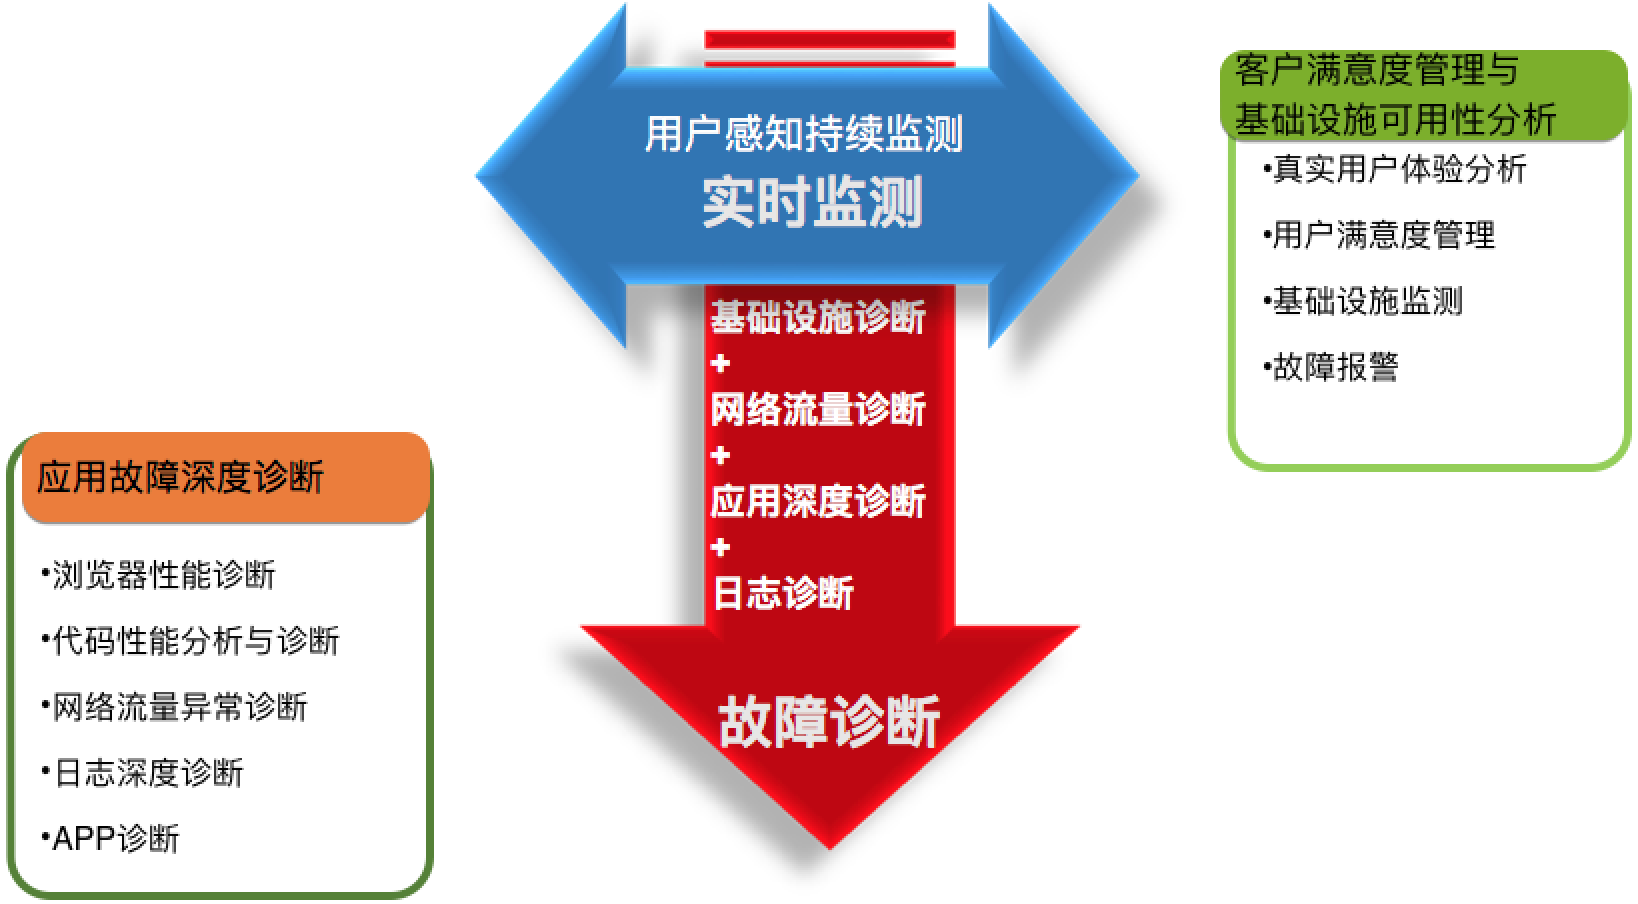 用户感知持续监测
实时监测
基础设施诊断
+
网络流量诊断
+
应用深度诊断
+
日志诊断
故障诊断
客户满意度管理与
基础设施可用性分析
•真实用户体验分析
•用户满意度管理
•基础设施监测
•故障报警
应用故障深度诊断
•浏览器性能诊断
•代码性能分析与诊断
•网络流量异常诊断
•日志深度诊断
•APP诊断